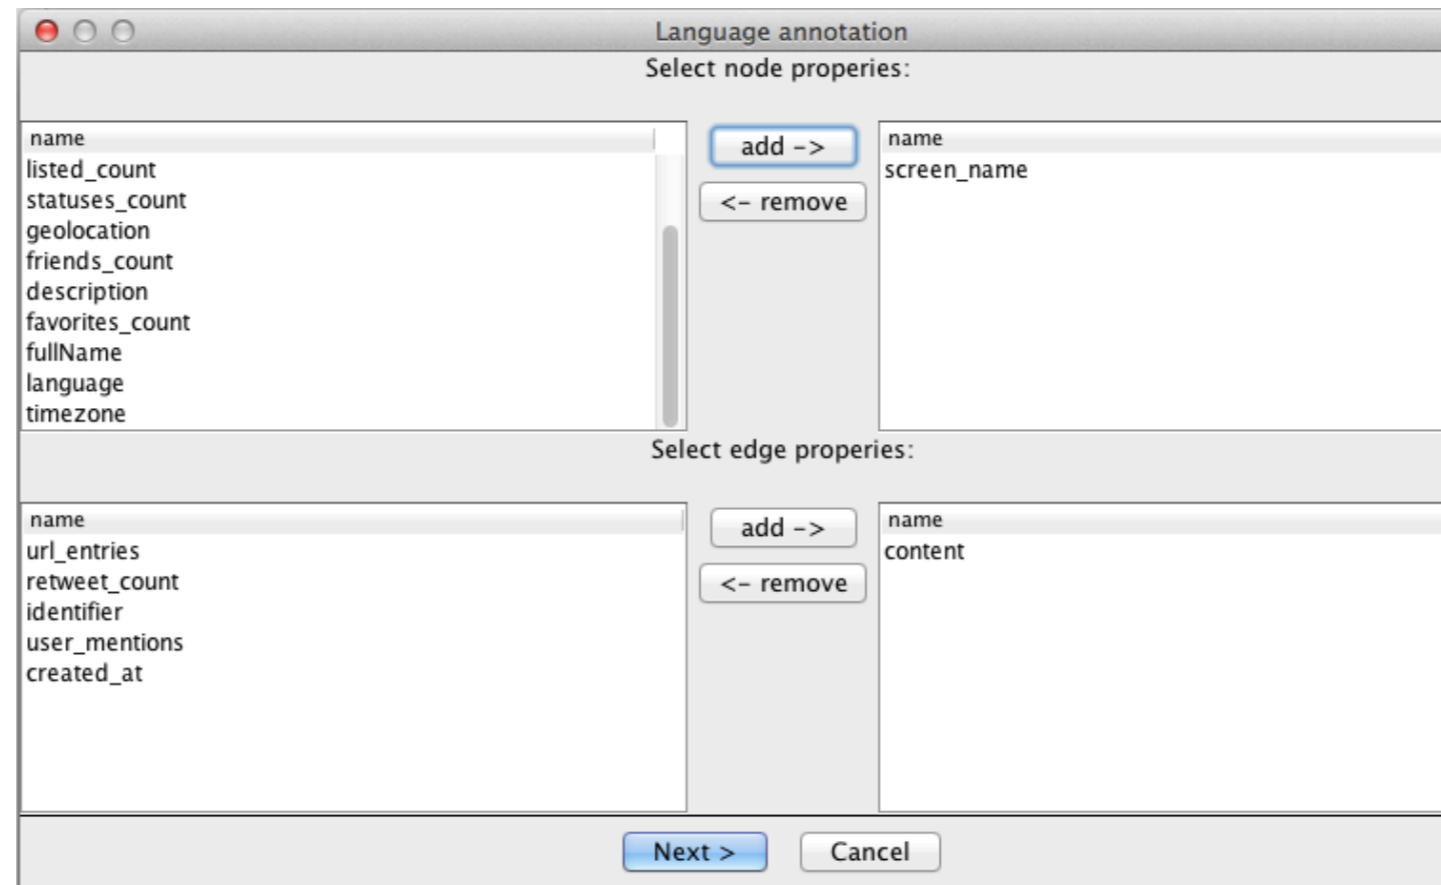 Language annotation
Select node properies:
name
listed_count
statuses_count
geolocation
friends_count
description
favorites_count
fullName
language
timezone
add ->
<- remove
name
screen_name
Select edge properies:
name
url_entries
retweet_count
identifier
user_mentions
created_at
add ->
<- remove
name
content
Next >
Cancel